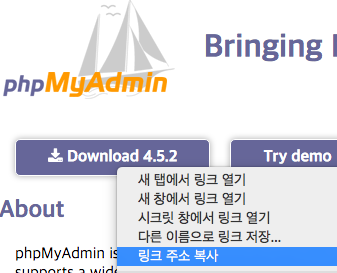 phpMyAdmin
Bringing
Download 4.5.2
Try demo
새 탭에서 링크 열기
새 창에서 링크 열기
시크릿 창에서 링크 열기
다른 이름으로 링크 저장...
링크 주소 복사
About
phpMyAdmin is
supports a wide